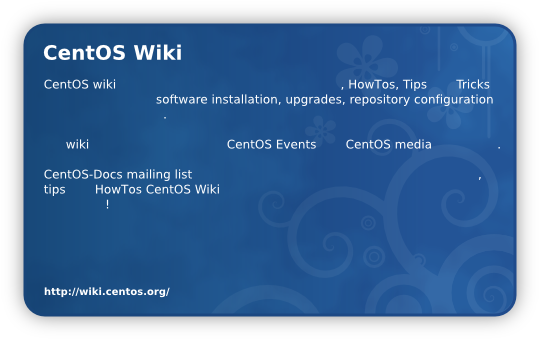 CentOS Wiki
CentOS wiki , HowTos, Tips Tricks
software installation, upgrades, repository configuration
.
wiki CentOS Events CentOS media .
CentOS-Docs mailing list ,
tips HowTos CentOS Wiki
!
http://wiki.centos.org/